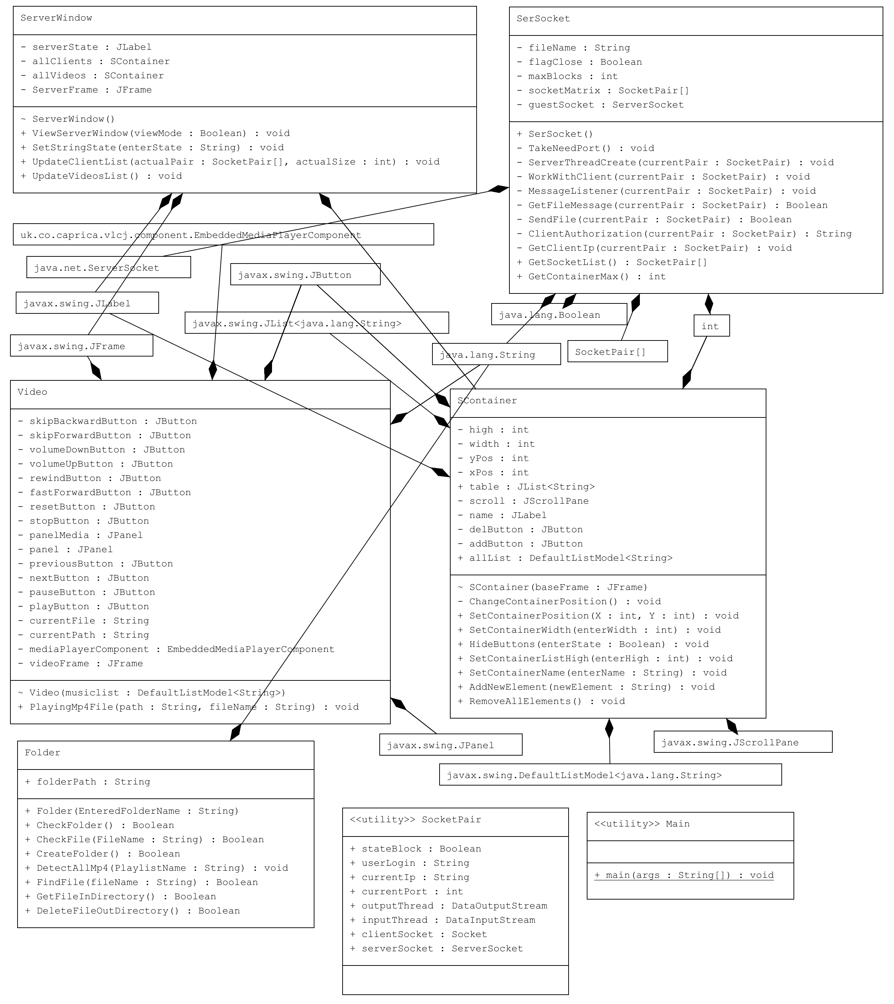 ServerWindow
- serverState : JLabel
- allClients : SContainer
- allVideos : SContainer
- ServerFrame : JFrame
~ ServerWindow()
+ ViewServerWindow(viewMode : Boolean) : void
+ SetStringState(enterState : String) : void
+ UpdateClientList(actualPair : SocketPair[], actualSize : int) : void
+ UpdateVideosList() : void
SerSocket
- fileName : String
- flagClose : Boolean
- maxBlocks : int
- socketMatrix : SocketPair[]
- guestSocket : ServerSocket
+ SerSocket()
- TakeNeedPort() : void
- ServerThreadCreate(currentPair : SocketPair) : void
- WorkWithClient(currentPair : SocketPair) : void
- MessageListener(currentPair : SocketPair) : void
- GetFileMessage(currentPair : SocketPair) : Boolean
- SendFile(currentPair : SocketPair) : Boolean
- ClientAuthorization(currentPair : SocketPair) : String
- GetClientIp(currentPair : SocketPair) : void
+ GetSocketList() : SocketPair[]
+ GetContainerMax() : int
uk.co.caprica.vlcj.component.EmbeddedMediaPlayerComponent
java.net.ServerSocket
javax.swing.JButton
javax.swing.JLabel
java.lang.Boolean
javax.swing.JList<java.lang.String>
int
javax.swing.JFrame
java.lang.String
SocketPair[]
Video
- skipBackwardButton : JButton
- skipForwardButton : JButton
- volumeDownButton : JButton
- volumeUpButton : JButton
- rewindButton : JButton
- fastForwardButton : JButton
- resetButton : JButton
- stopButton : JButton
- panelMedia : JPanel
- panel : JPanel
- previousButton : JButton
- nextButton : JButton
- pauseButton : JButton
- playButton : JButton
- currentFile : String
- currentPath : String
- mediaPlayerComponent : EmbeddedMediaPlayerComponent
- videoFrame : JFrame
~ Video(musiclist : DefaultListModel<String>)
+ PlayingMp4File(path : String, fileName : String) : void
SContainer
- high : int
- width : int
- yPos : int
- xPos : int
+ table : JList<String>
- scroll : JScrollPane
- name : JLabel
- delButton : JButton
- addButton : JButton
+ allList : DefaultListModel<String>
~ SContainer(baseFrame : JFrame)
- ChangeContainerPosition() : void
+ SetContainerPosition(X : int, Y : int) : void
+ SetContainerWidth(enterWidth : int) : void
+ HideButtons(enterState : Boolean) : void
+ SetContainerListHigh(enterHigh : int) : void
+ SetContainerName(enterName : String) : void
+ AddNewElement(newElement : String) : void
+ RemoveAllElements() : void
javax.swing.JPanel
javax.swing.JScrollPane
javax.swing.DefaultListModel<java.lang.String>
Folder
+ folderPath : String
+ Folder(EnteredFolderName : String)
+ CheckFolder() : Boolean
+ CheckFile(FileName : String) : Boolean
+ CreateFolder() : Boolean
+ DetectAllMp4(PlaylistName : String) : void
+ FindFile(fileName : String) : Boolean
+ GetFileInDirectory() : Boolean
+ DeleteFileOutDirectory() : Boolean
<<utility>> SocketPair
+ stateBlock : Boolean
+ userLogin : String
+ currentIp : String
+ currentPort : int
+ outputThread : DataOutputStream
+ inputThread : DataInputStream
+ clientSocket : Socket
+ serverSocket : ServerSocket
<<utility>> Main
+ main(args : String[]) : void